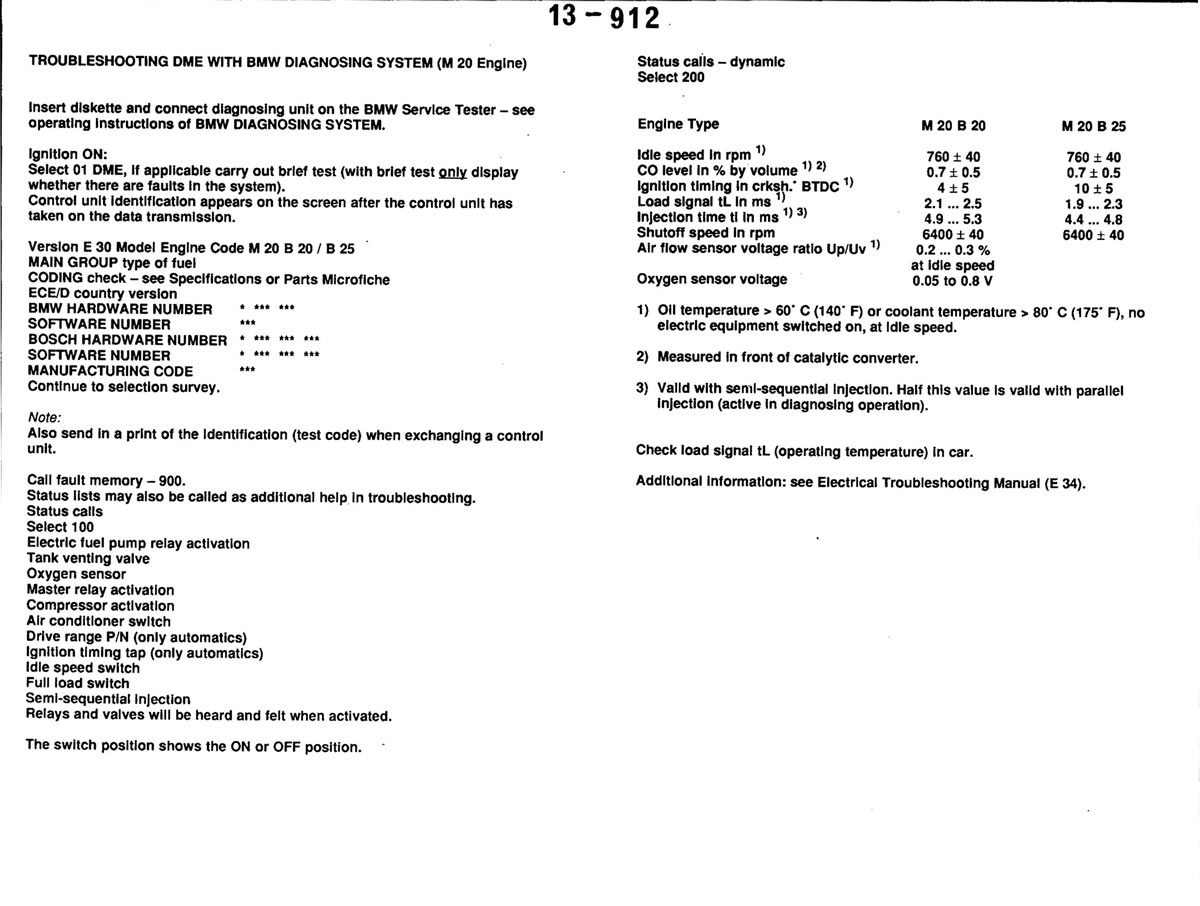 13-912
TROUBLESHOOTING DME WITH BMW DIAGNOSING SYSTEM (M 20 Engine)
Insert diskette and connect diagnosing unit on the BMW Service Tester – see
operating instructions of BMW DIAGNOSING SYSTEM.
Ignition ON:
Select 01 DME, if applicable carry out brief test (with brief test only display
whether there are faults in the system).
Control unit identification appears on the screen after the control unit has
taken on the data transmission.
Version E 30 Model Engine Code M 20 B 20 / B 25
MAIN GROUP type of fuel
CODING check – see Specifications or Parts Microfiche
ECE/D country version
BMW HARDWARE NUMBER * *** ***
SOFTWARE NUMBER ***
BOSCH HARDWARE NUMBER * *** *** ***
SOFTWARE NUMBER * *** *** ***
MANUFACTURING CODE ***
Continue to selection survey.
Note:
Also send in a print of the identification (test code) when exchanging a control
unit.
Call fault memory – 900.
Status lists may also be called as additional help in troubleshooting.
Status calls
Select 100
Electric fuel pump relay activation
Tank venting valve
Oxygen sensor
Master relay activation
Compressor activation
Air conditioner switch
Drive range P/N (only automatics)
Ignition timing tap (only automatics)
Idle speed switch
Full load switch
Semi-sequential injection
Relays and valves will be heard and felt when activated.
The switch position shows the ON or OFF position.
Status calls – dynamic
Select 200
Engine Type M 20 B 20 M 20 B 25
Idle speed in rpm 1) 760 ± 40 760 ± 40
CO level in % by volume 1) 2) 0.7 ± 0.5 0.7 ± 0.5
Ignition timing in crksh.° BTDC 1) 4 ± 5 10 ± 5
Load signal tL in ms 1) 2.1 ... 2.5 1.9 ... 2.3
Injection time ti in ms 1) 3) 4.9 ... 5.3 4.4 ... 4.8
Shutoff speed in rpm 6400 ± 40 6400 ± 40
Air flow sensor voltage ratio Up/Uv 1) 0.2 ... 0.3 %
at idle speed
Oxygen sensor voltage 0.05 to 0.8 V
1) Oil temperature > 60° C (140° F) or coolant temperature > 80° C (175° F), no
electric equipment switched on, at idle speed.
2) Measured in front of catalytic converter.
3) Valid with semi-sequential injection. Half this value is valid with parallel
injection (active in diagnosing operation).
Check load signal tL (operating temperature) in car.
Additional information: see Electrical Troubleshooting Manual (E 34).